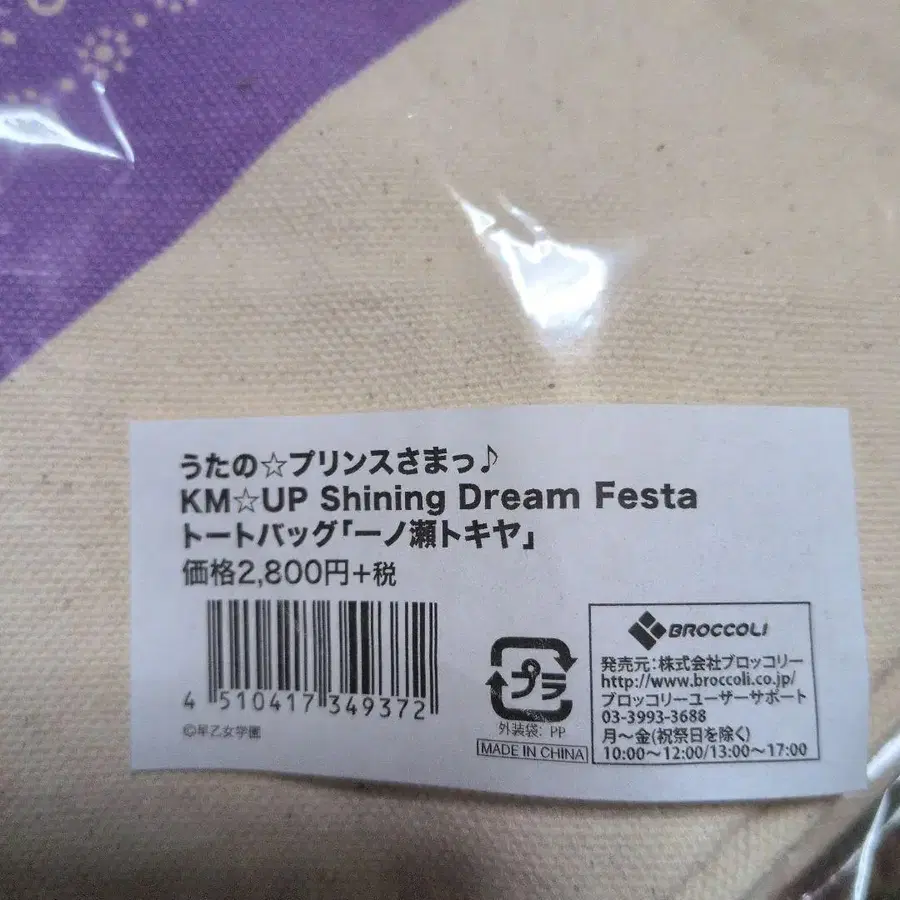 うたの☆プリンスさまっ♪
KM☆UP Shining Dream Festa
トートバッグ「一ノ瀬トキヤ」
価格2,800円+税
4 510417 349372
©早乙女学園
プラ
外装袋: PP
MADE IN CHINA
BROCCOLI
発売元:株式会社ブロッコリー
http://www.broccoli.co.jp/
ブロッコリーユーザーサポート
03-3993-3688
月～金(祝祭日を除く)
10:00～12:00/13:00～17:00